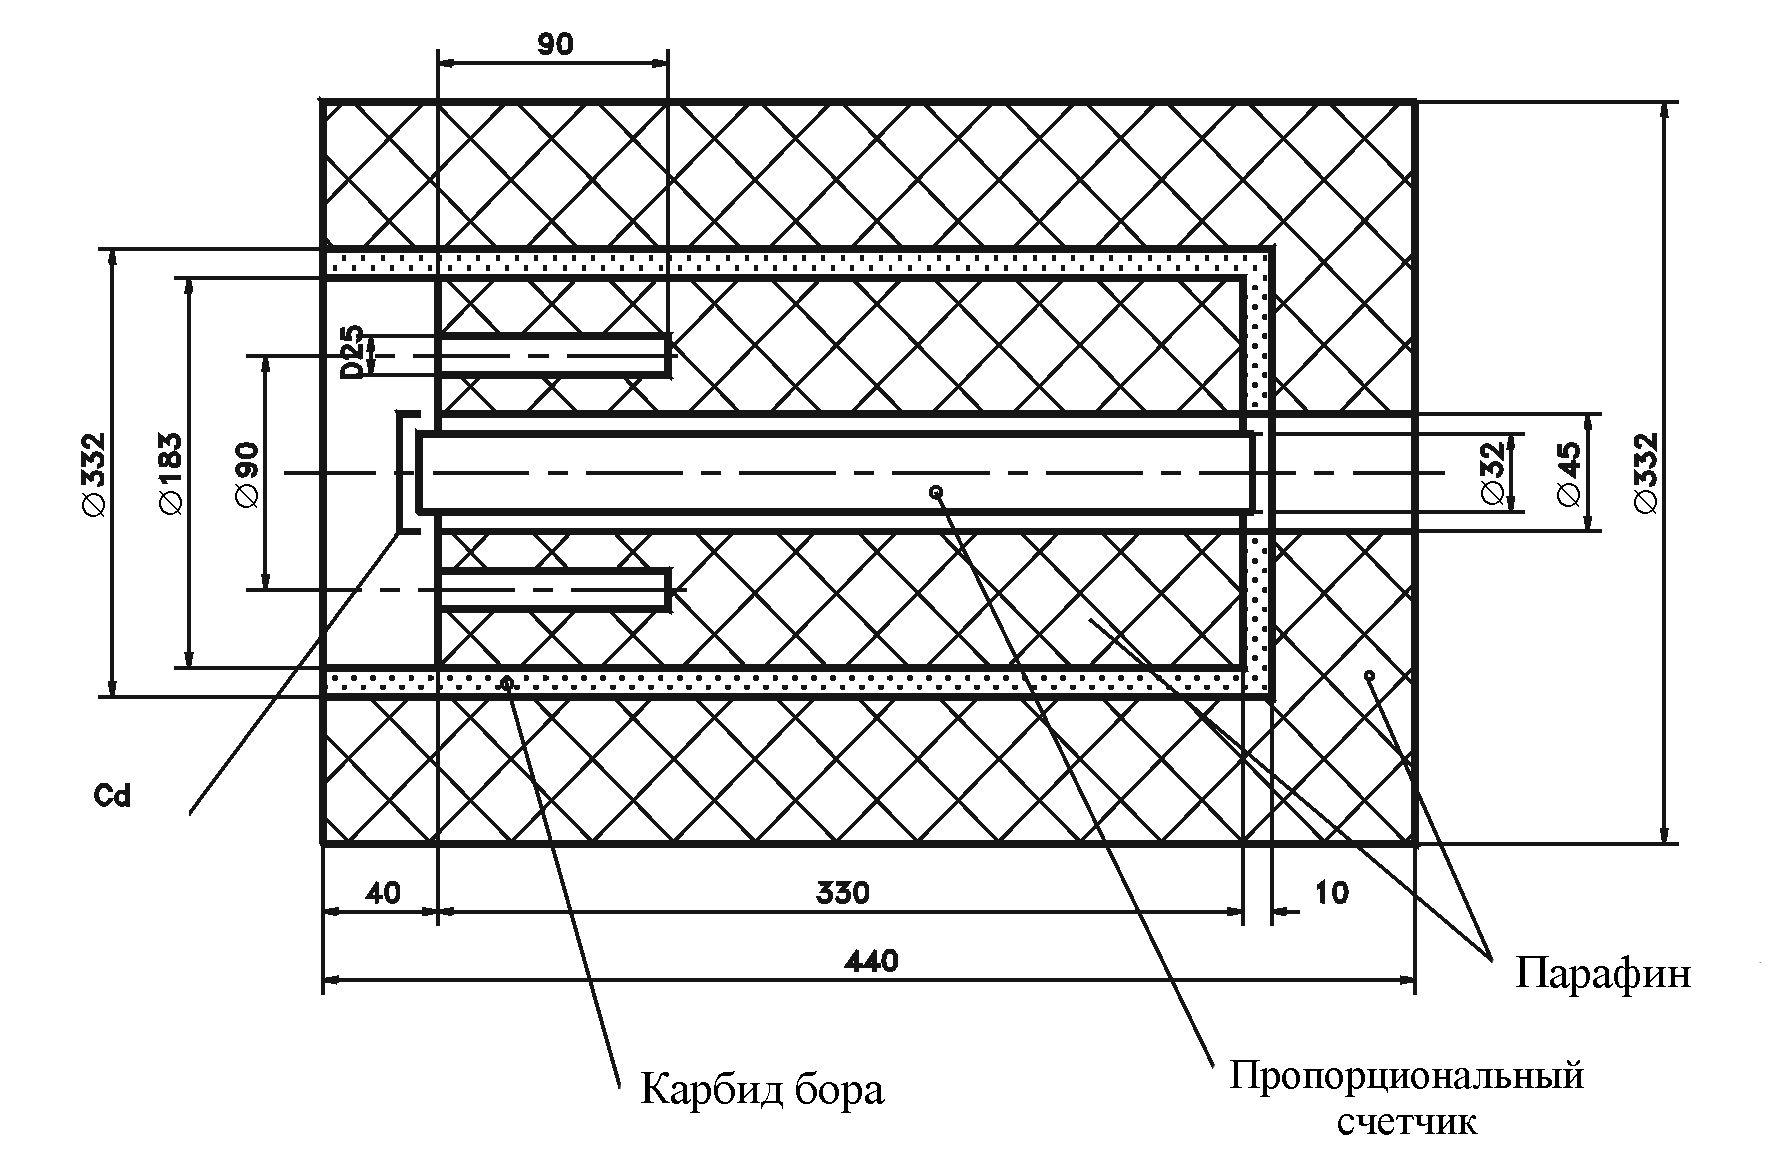 90
D25
∅332
∅183
∅90
∅32
∅45
∅332
Cd
40
330
10
440
Парафин
Карбид бора
Пропорциональный
счетчик